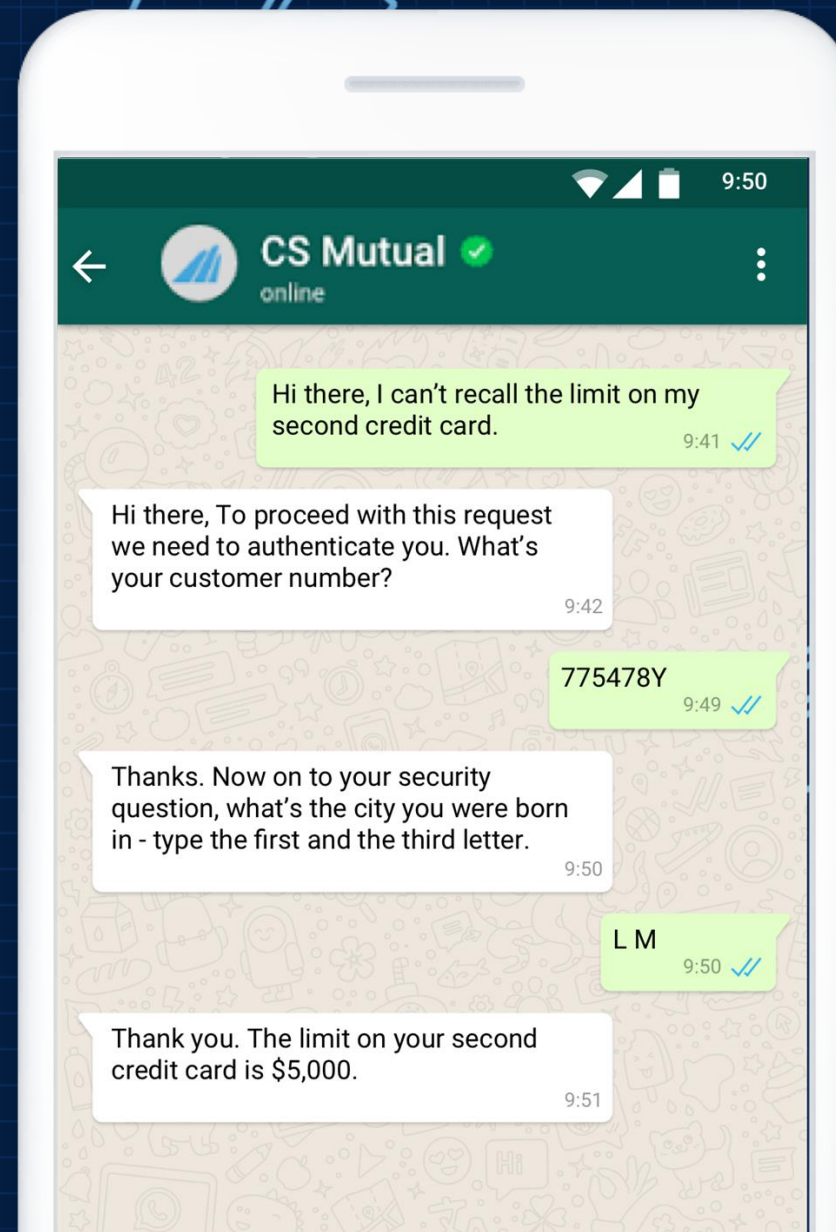 9:50
CS Mutual
online
Hi there, I can’t recall the limit on my
second credit card.
9:41
Hi there, To proceed with this request
we need to authenticate you. What’s
your customer number?
9:42
775478Y
9:49
Thanks. Now on to your security
question, what’s the city you were born
in - type the first and the third letter.
9:50
L M
9:50
Thank you. The limit on your second
credit card is $5,000.
9:51
42
Hi